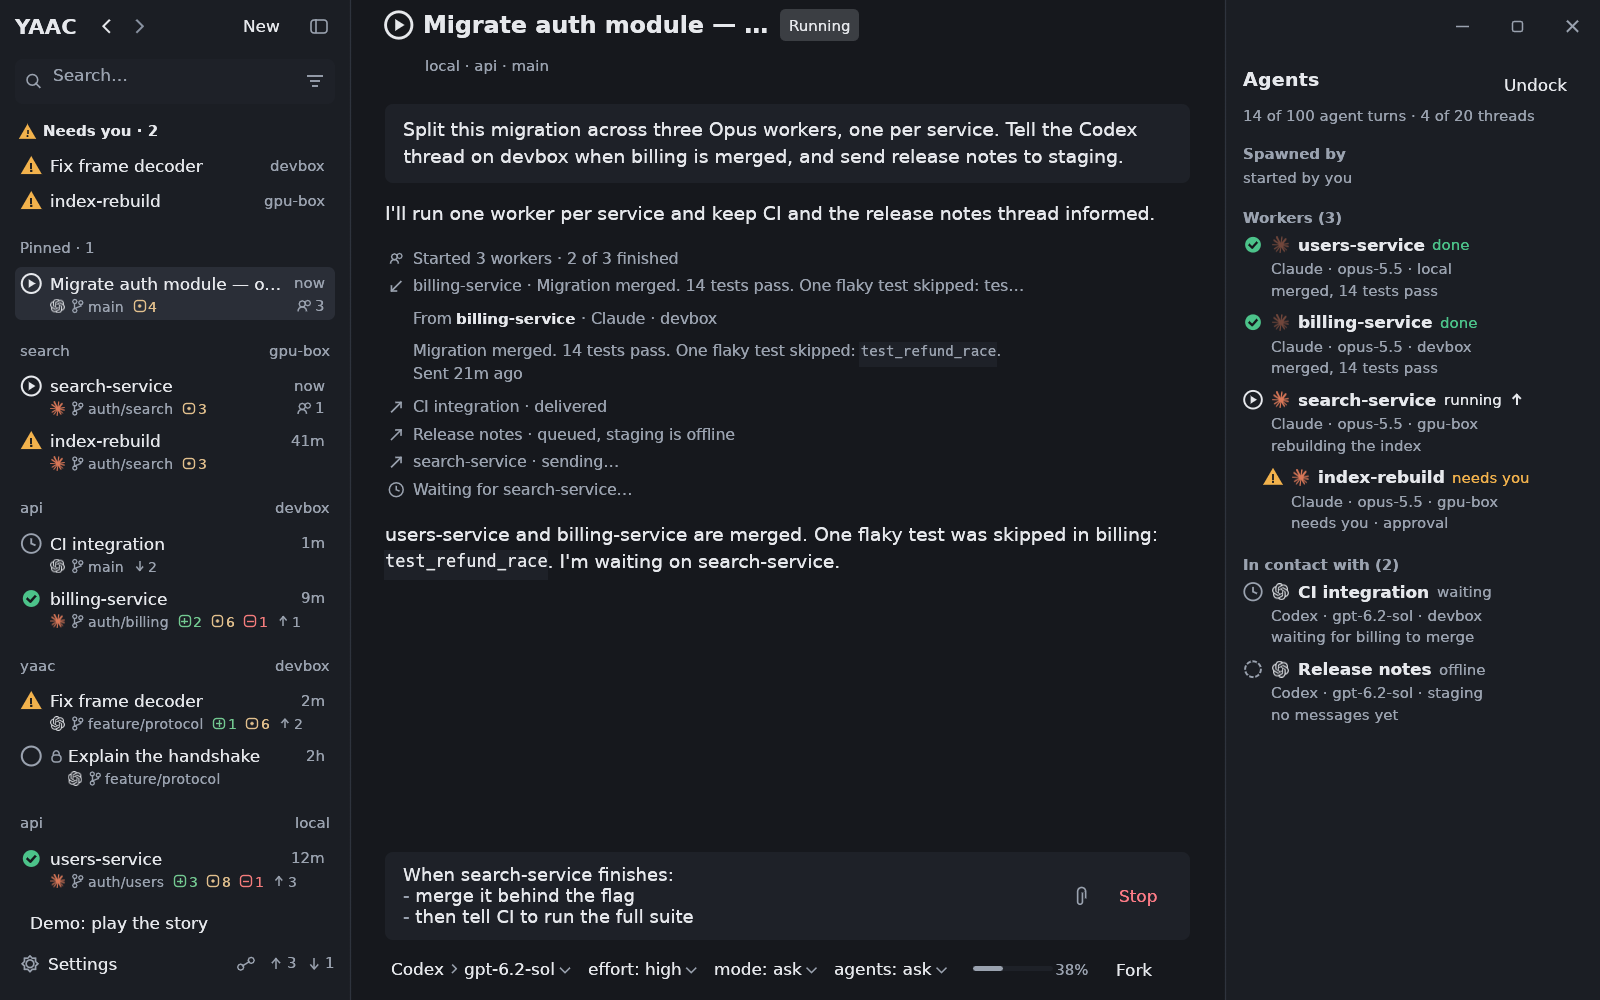 YAAC
New
Search...
Needs you · 2
Fix frame decoder devbox
index-rebuild gpu-box
Pinned · 1
Migrate auth module — o... now
main 4 3
search gpu-box
search-service now
auth/search 3 1
index-rebuild 41m
auth/search 3
api devbox
CI integration 1m
main ↓2
billing-service 9m
auth/billing 2 6 1 ↑1
yaac devbox
Fix frame decoder 2m
feature/protocol 1 6 ↑2
Explain the handshake 2h
feature/protocol
api local
users-service 12m
auth/users 3 8 1 ↑3
Demo: play the story
Settings ↑3 ↓1
Migrate auth module — ... Running
local · api · main
Split this migration across three Opus workers, one per service. Tell the Codex
thread on devbox when billing is merged, and send release notes to staging.
I'll run one worker per service and keep CI and the release notes thread informed.
Started 3 workers · 2 of 3 finished
↙ billing-service · Migration merged. 14 tests pass. One flaky test skipped: tes...
From billing-service · Claude · devbox
Migration merged. 14 tests pass. One flaky test skipped: test_refund_race.
Sent 21m ago
↗ CI integration · delivered
↗ Release notes · queued, staging is offline
↗ search-service · sending...
Waiting for search-service...
users-service and billing-service are merged. One flaky test was skipped in billing:
test_refund_race. I'm waiting on search-service.
When search-service finishes:
- merge it behind the flag
- then tell CI to run the full suite
Stop
Codex > gpt-6.2-sol effort: high mode: ask agents: ask 38% Fork
Agents
Undock
14 of 100 agent turns · 4 of 20 threads
Spawned by
started by you
Workers (3)
users-service done
Claude · opus-5.5 · local
merged, 14 tests pass
billing-service done
Claude · opus-5.5 · devbox
merged, 14 tests pass
search-service running ↑
Claude · opus-5.5 · gpu-box
rebuilding the index
index-rebuild needs you
Claude · opus-5.5 · gpu-box
needs you · approval
In contact with (2)
CI integration waiting
Codex · gpt-6.2-sol · devbox
waiting for billing to merge
Release notes offline
Codex · gpt-6.2-sol · staging
no messages yet